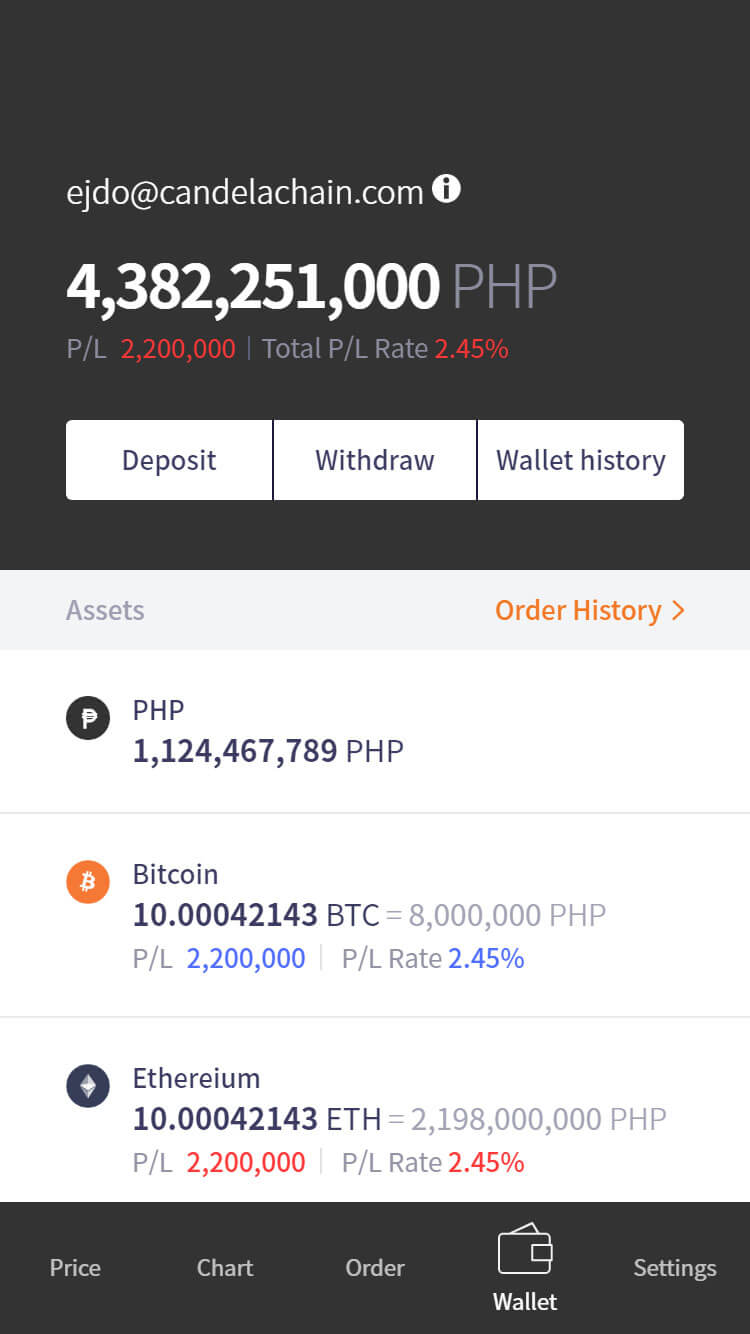 ejdo@candelachain.com
4,382,251,000 PHP
P/L 2,200,000 | Total P/L Rate 2.45%
Deposit Withdraw Wallet history
Assets Order History >
PHP
1,124,467,789 PHP
Bitcoin
10.00042143 BTC = 8,000,000 PHP
P/L 2,200,000 | P/L Rate 2.45%
Ethereium
10.00042143 ETH = 2,198,000,000 PHP
P/L 2,200,000 | P/L Rate 2.45%
Price Chart Order Wallet Settings